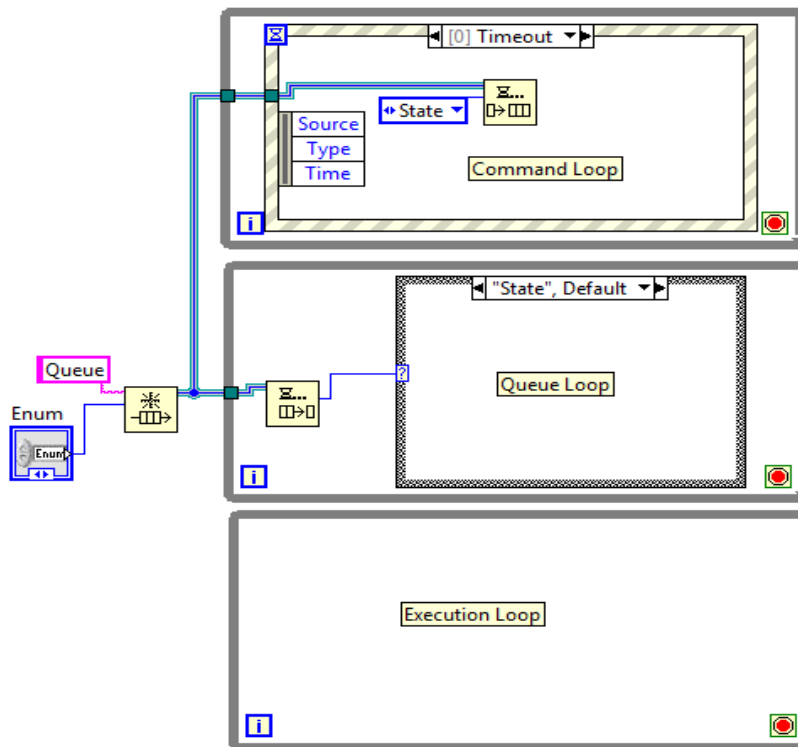 [0] Timeout
State
Source
Type
Time
Command Loop
i
"State", Default
Queue
?
Queue Loop
Enum
Enum
i
Execution Loop
i